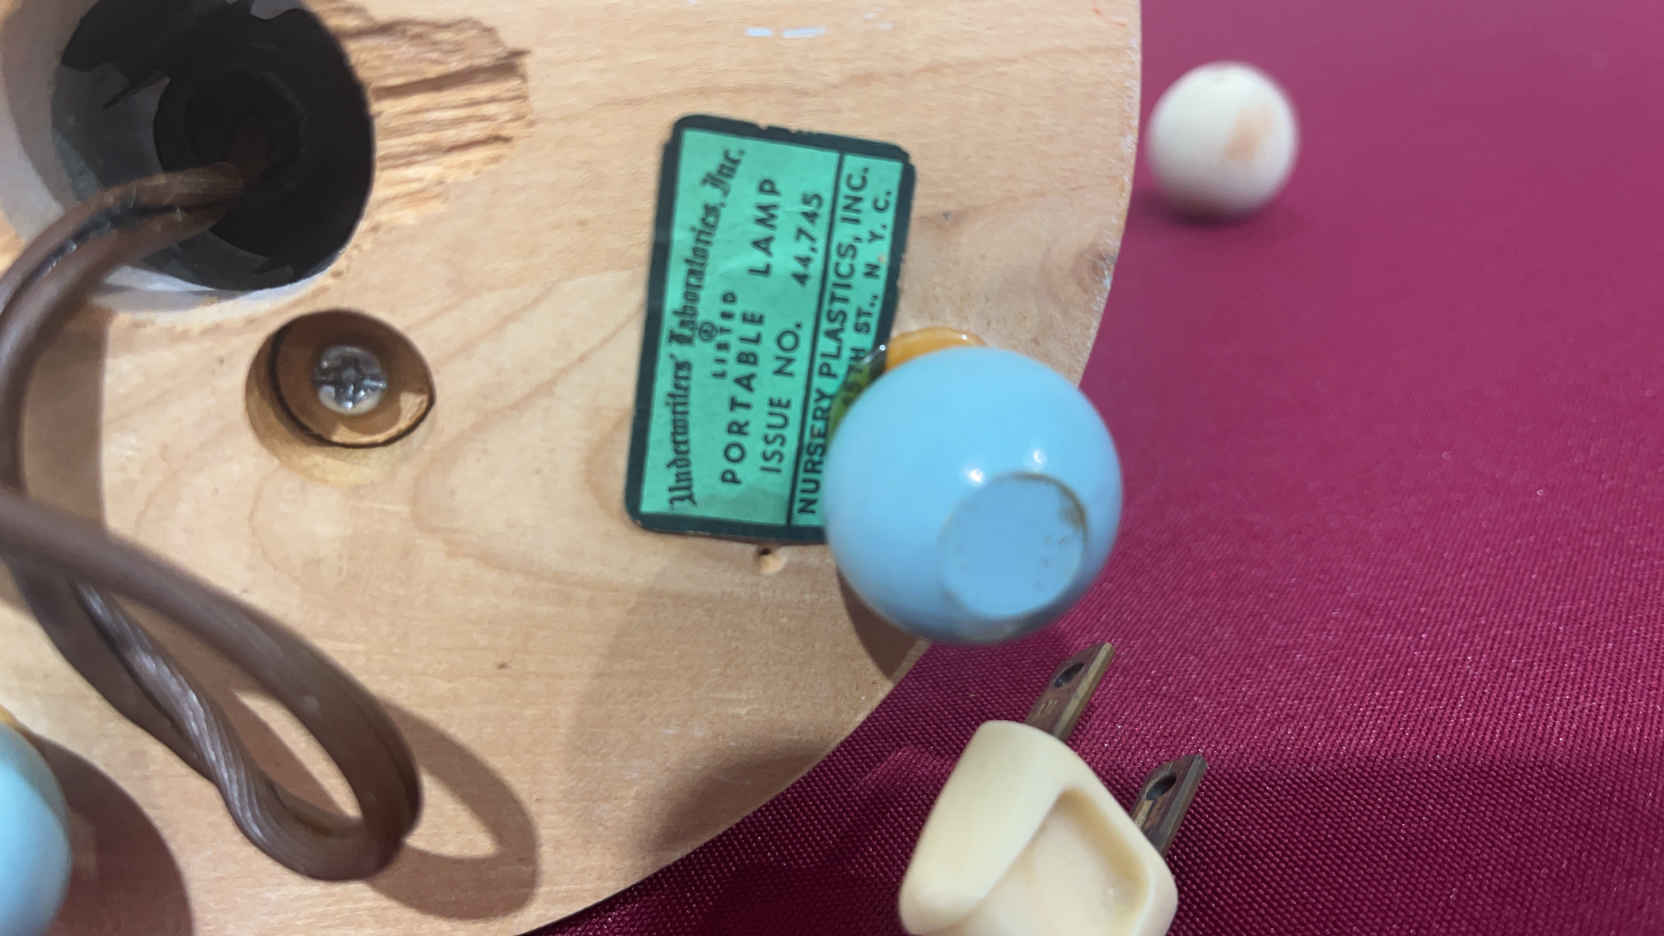 Underwriters' Laboratories, Inc.
LISTED
PORTABLE LAMP
ISSUE NO. 44,745
NURSERY PLASTICS, INC.
ST., N. Y. C.